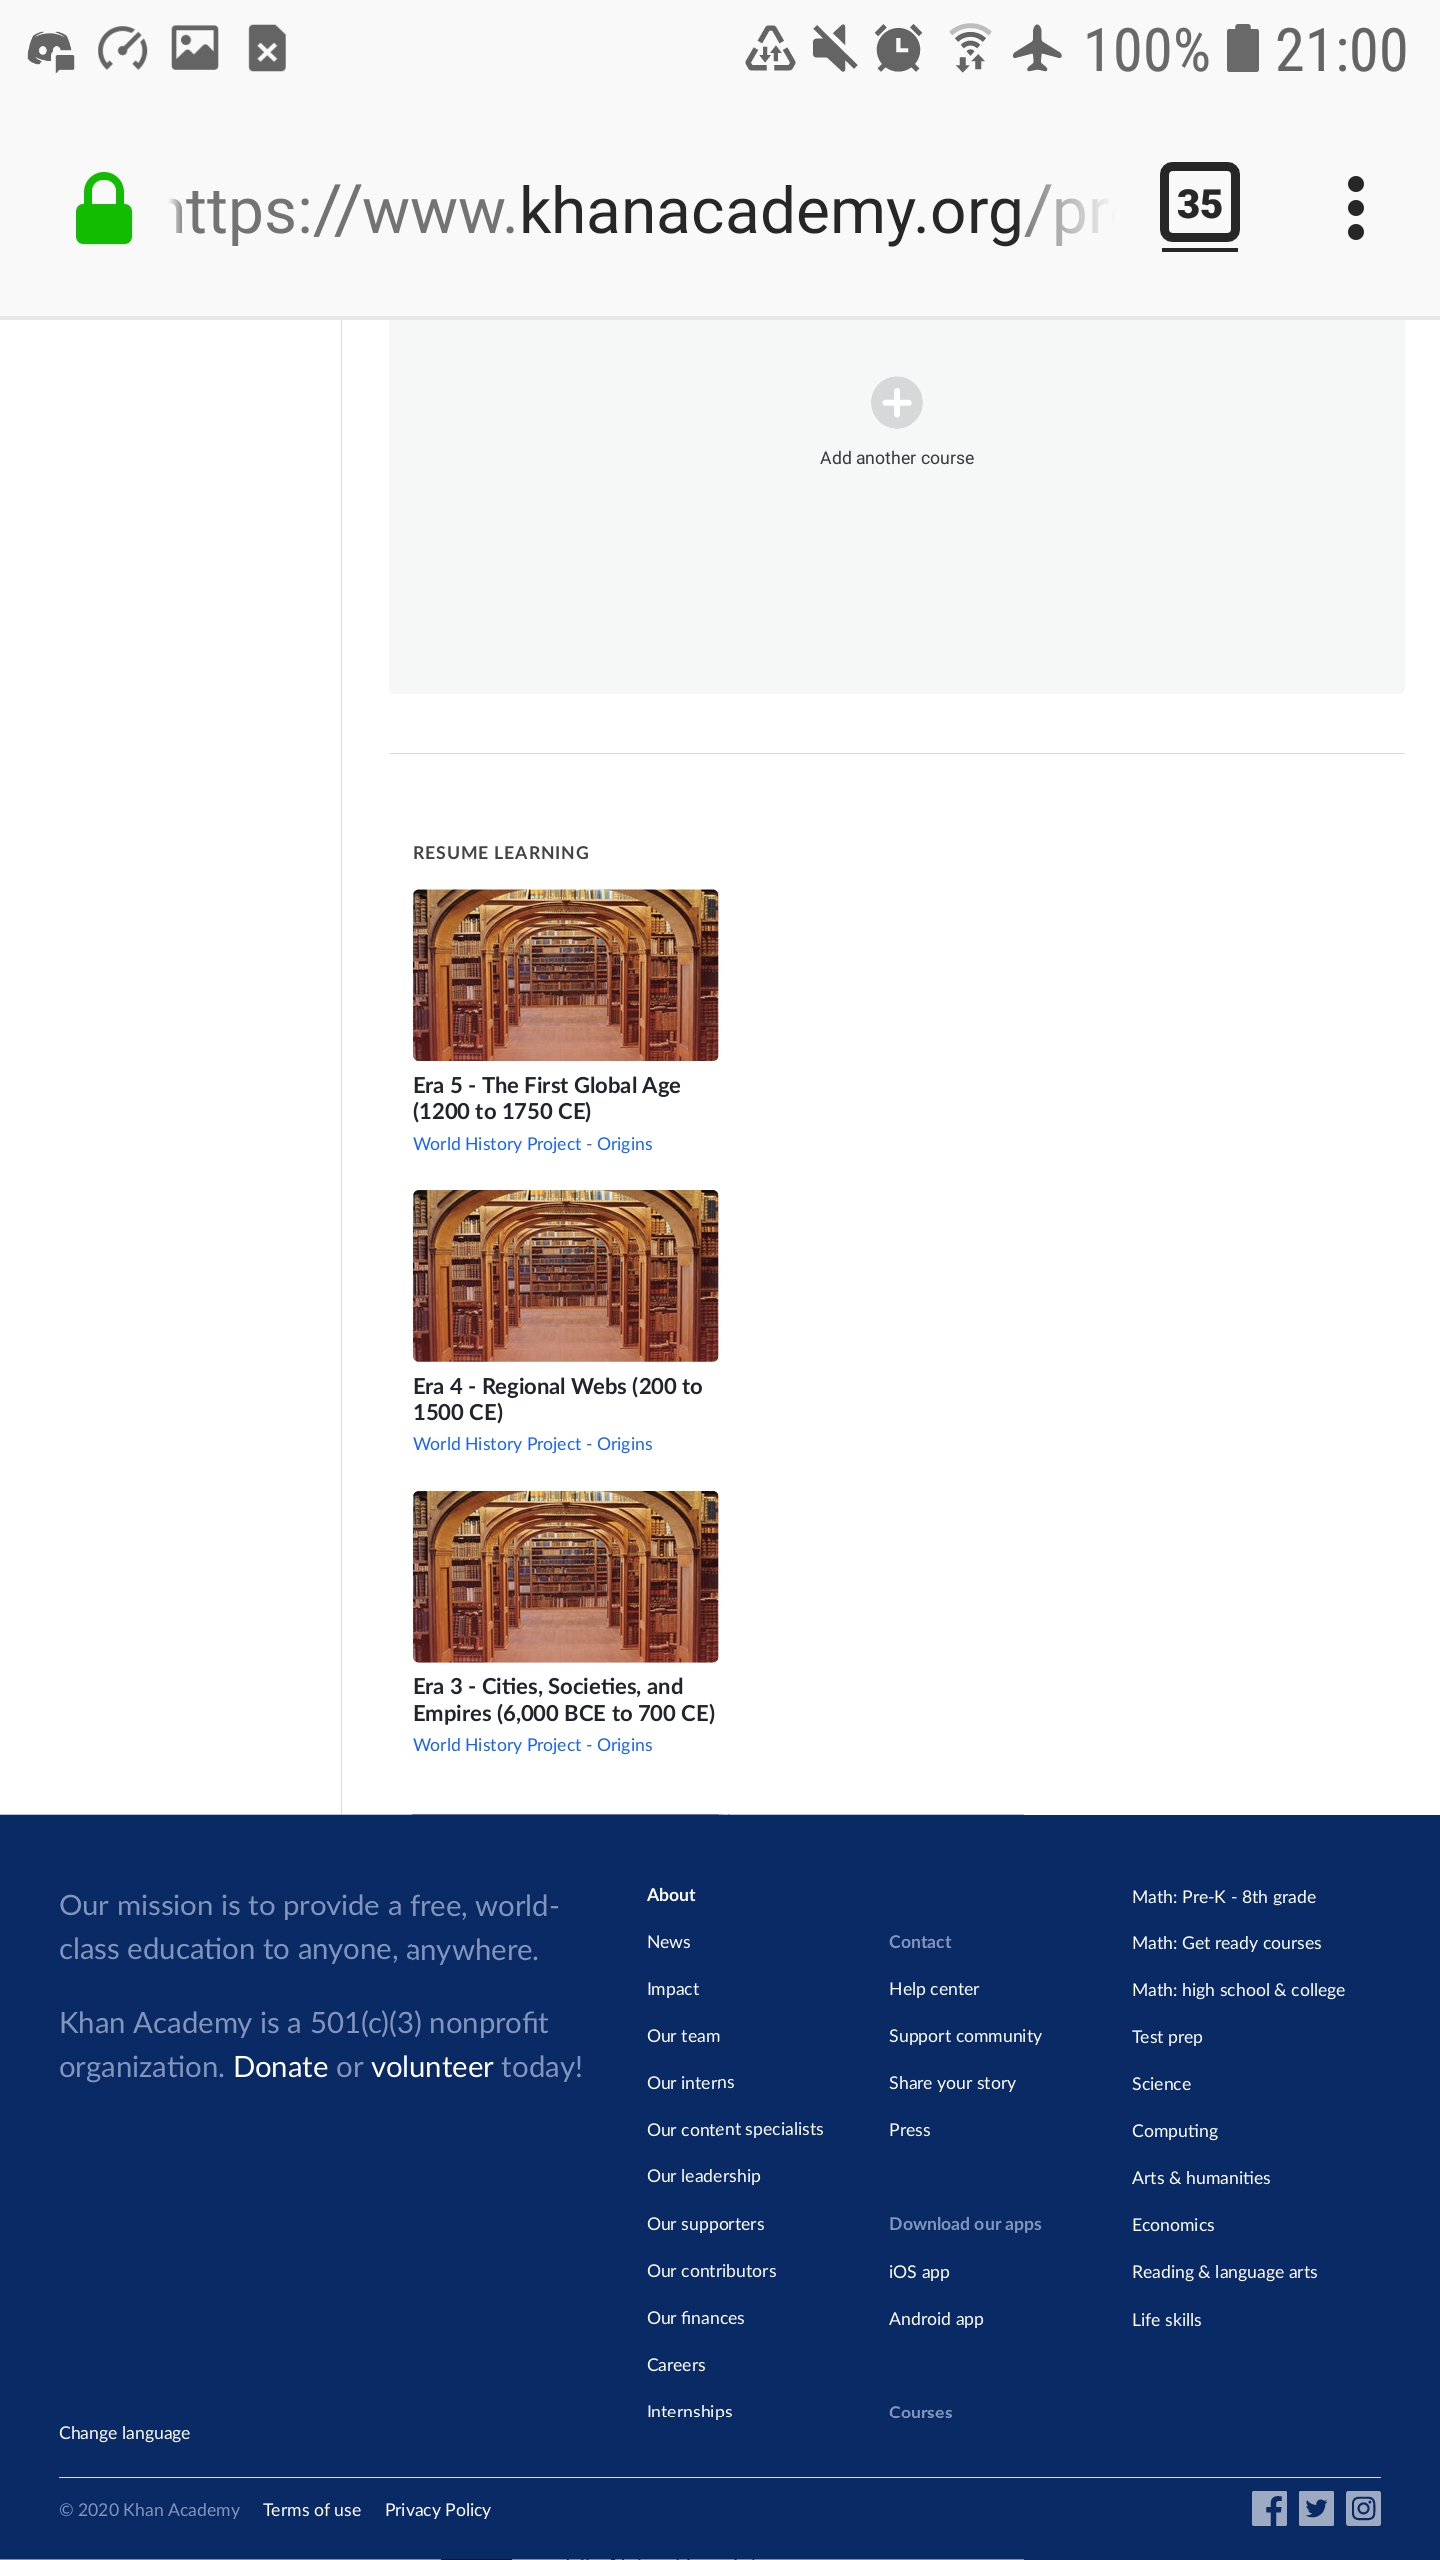 100% 21:00
https://www.khanacademy.org/pr
35
Add another course
RESUME LEARNING
Era 5 - The First Global Age
(1200 to 1750 CE)
World History Project - Origins
Era 4 - Regional Webs (200 to
1500 CE)
World History Project - Origins
Era 3 - Cities, Societies, and
Empires (6,000 BCE to 700 CE)
World History Project - Origins
Our mission is to provide a free, world-
class education to anyone, anywhere.
Khan Academy is a 501(c)(3) nonprofit
organization. Donate or volunteer today!
Change language
About
News
Impact
Our team
Our interns
Our content specialists
Our leadership
Our supporters
Our contributors
Our finances
Careers
Internships
Contact
Help center
Support community
Share your story
Press
Download our apps
iOS app
Android app
Courses
Math: Pre-K - 8th grade
Math: Get ready courses
Math: high school & college
Test prep
Science
Computing
Arts & humanities
Economics
Reading & language arts
Life skills
© 2020 Khan Academy Terms of use Privacy Policy